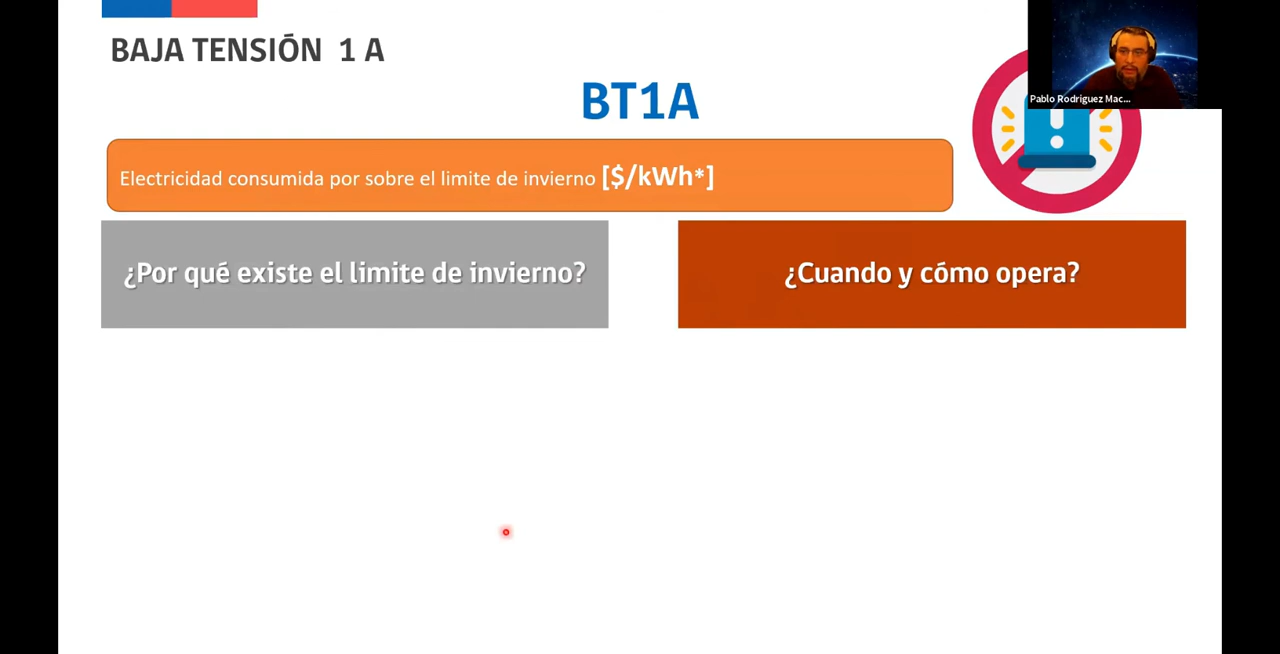 BAJA TENSIÓN 1 A
BT1A
Pablo Rodriguez Mac...
Electricidad consumida por sobre el limite de invierno [$/kWh*]
¿Por qué existe el limite de invierno?
¿Cuando y cómo opera?